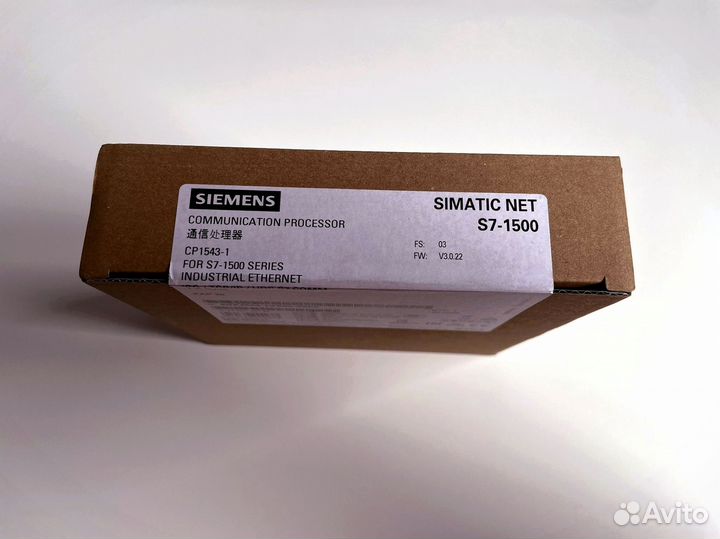 SIEMENS
SIMATIC NET
S7-1500
COMMUNICATION PROCESSOR
通信处理器
FS: 03
FW: V3.0.22
CP1543-1
FOR S7-1500 SERIES
INDUSTRIAL ETHERNET
Avito